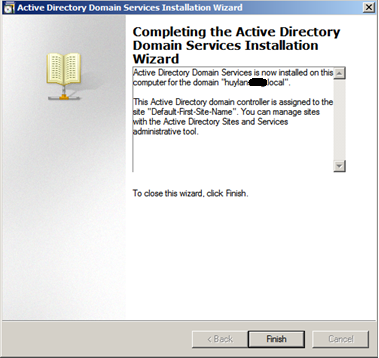 Active Directory Domain Services Installation Wizard
Completing the Active Directory
Domain Services Installation
Wizard
Active Directory Domain Services is now installed on this
computer for the domain "huylan local".
This Active Directory domain controller is assigned to the
site "Default-First-Site-Name". You can manage sites
with the Active Directory Sites and Services
administrative tool.
To close this wizard, click Finish.
< Back Finish Cancel